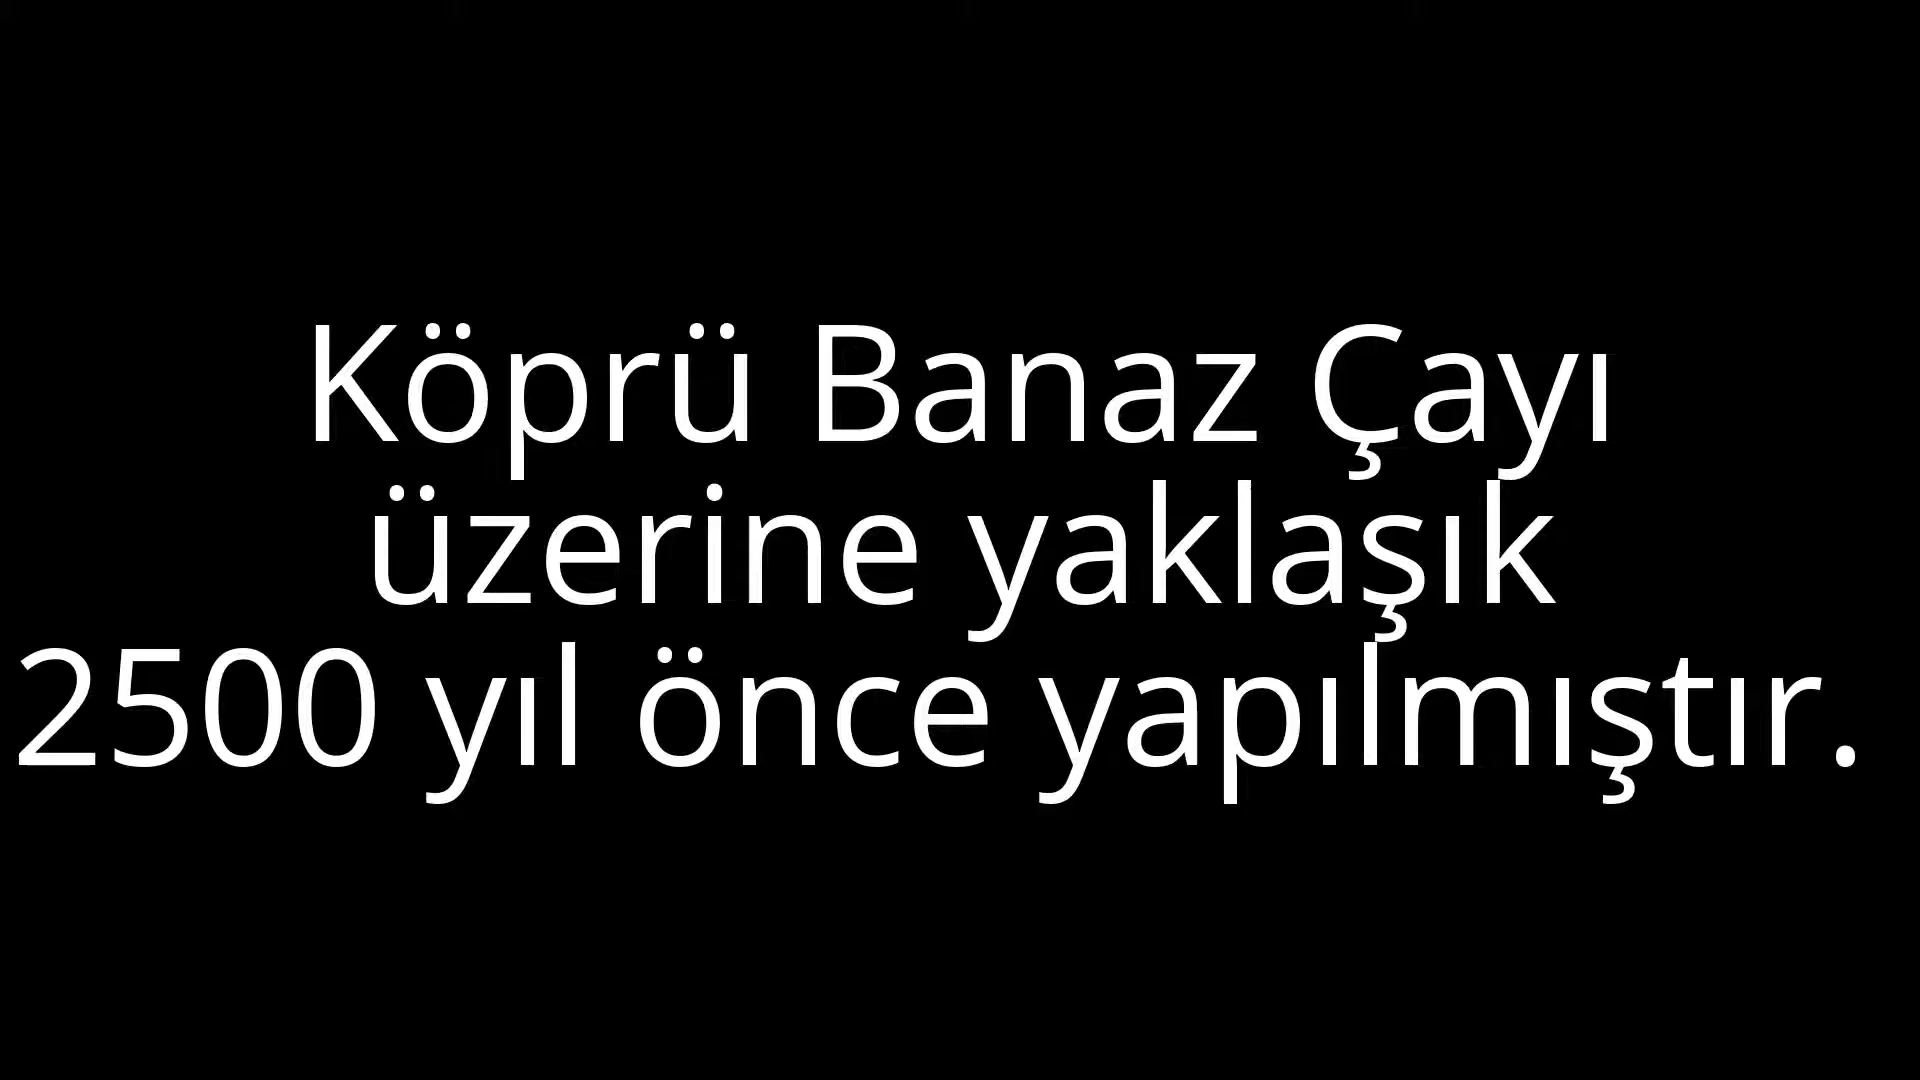 Köprü Banaz Çayı
üzerine yaklaşık
2500 yıl önce yapılmıştır.